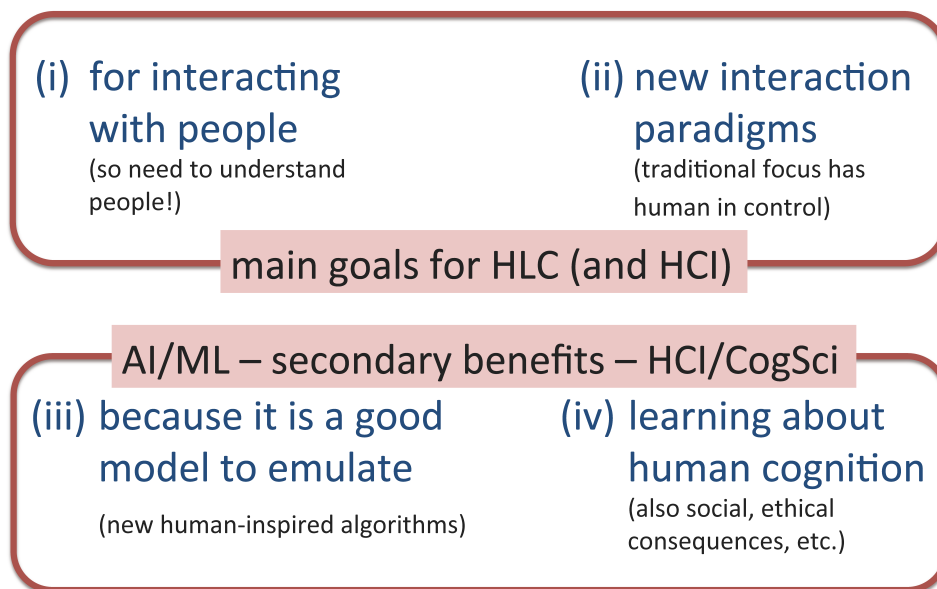 (i) for interacting
with people
(so need to understand
people!)
(ii) new interaction
paradigms
(traditional focus has
human in control)
main goals for HLC (and HCI)
AI/ML – secondary benefits – HCI/CogSci
(iii) because it is a good
model to emulate
(new human-inspired algorithms)
(iv) learning about
human cognition
(also social, ethical
consequences, etc.)